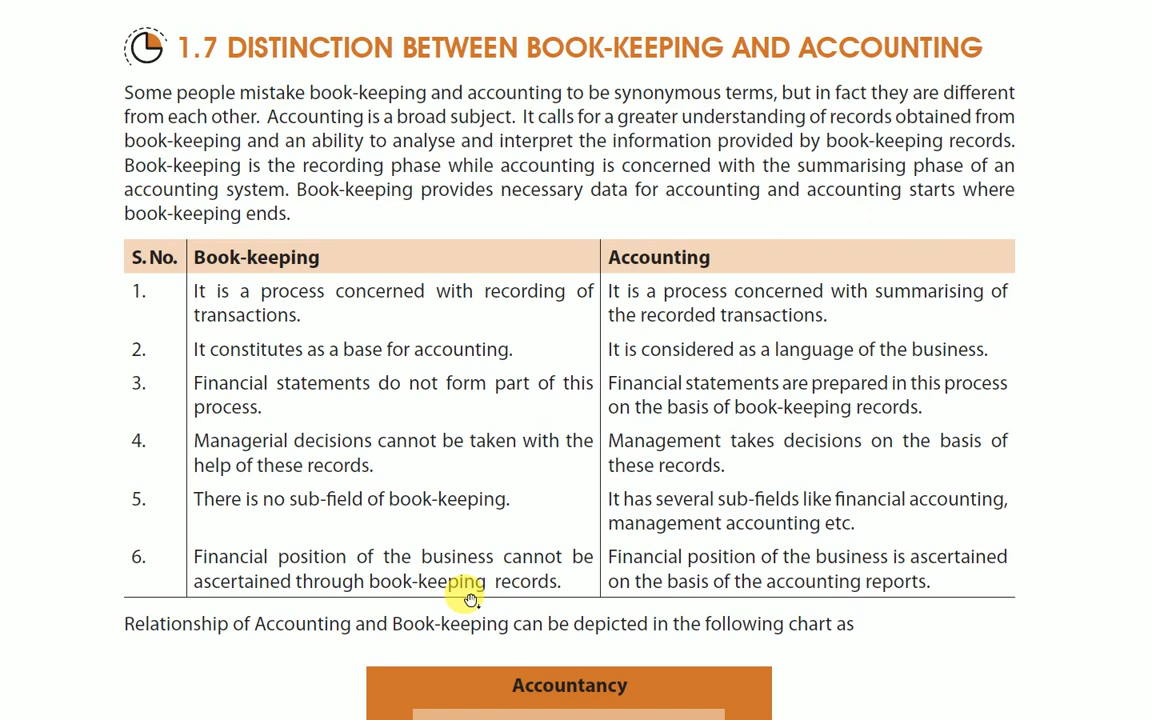 1.7 DISTINCTION BETWEEN BOOK-KEEPING AND ACCOUNTING
Some people mistake book-keeping and accounting to be synonymous terms, but in fact they are different
from each other. Accounting is a broad subject. It calls for a greater understanding of records obtained from
book-keeping and an ability to analyse and interpret the information provided by book-keeping records.
Book-keeping is the recording phase while accounting is concerned with the summarising phase of an
accounting system. Book-keeping provides necessary data for accounting and accounting starts where
book-keeping ends.
S. No. Book-keeping Accounting
1. It is a process concerned with recording of It is a process concerned with summarising of
transactions. the recorded transactions.
2. It constitutes as a base for accounting. It is considered as a language of the business.
3. Financial statements do not form part of this Financial statements are prepared in this process
process. on the basis of book-keeping records.
4. Managerial decisions cannot be taken with the Management takes decisions on the basis of
help of these records. these records.
5. There is no sub-field of book-keeping. It has several sub-fields like financial accounting,
management accounting etc.
6. Financial position of the business cannot be Financial position of the business is ascertained
ascertained through book-keeping records. on the basis of the accounting reports.
Relationship of Accounting and Book-keeping can be depicted in the following chart as
Accountancy